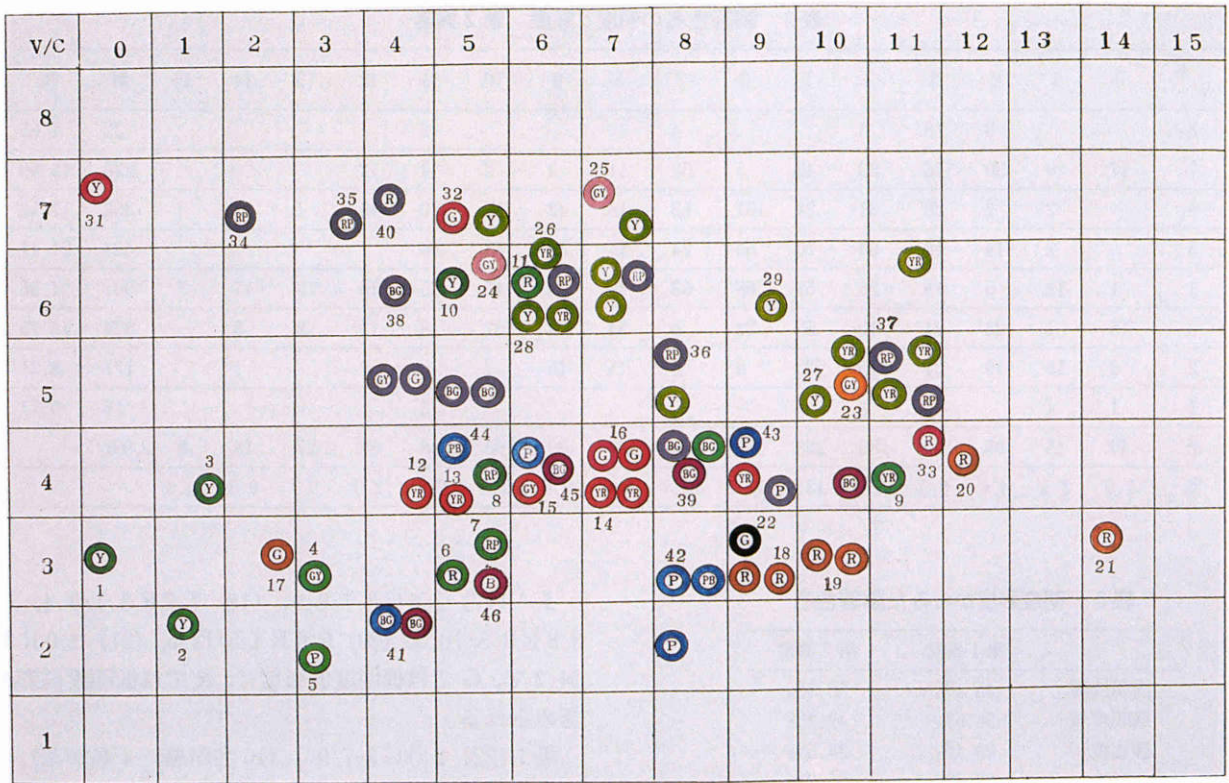 V/C 0 1 2 3 4 5 6 7 8 9 10 11 12 13 14 15
8
7
25
Y
31
RP
34
35
RP
R
40
32
G
Y
GY
Y
26
YR
6
BG
38
Y
10
GY
24
11
R
RP
Y
YR
28
Y
RP
Y
29
Y
YR
5
GY
G
BG
BG
RP
36
Y
27
Y
YR
GY
23
37
RP
YR
YR
RP
4
3
Y
12
YR
44
PB
13
YR
RP
8
P
BG
45
GY
15
16
G
G
YR
YR
14
BG
BG
BG
39
P
43
YR
P
BG
YR
9
R
33
R
20
3
Y
1
G
17
4
GY
7
6
R
RP
B
46
42
P
PB
22
G
R
R
18
R
R
19
R
21
2
Y
2
P
5
BG
BG
41
P
1